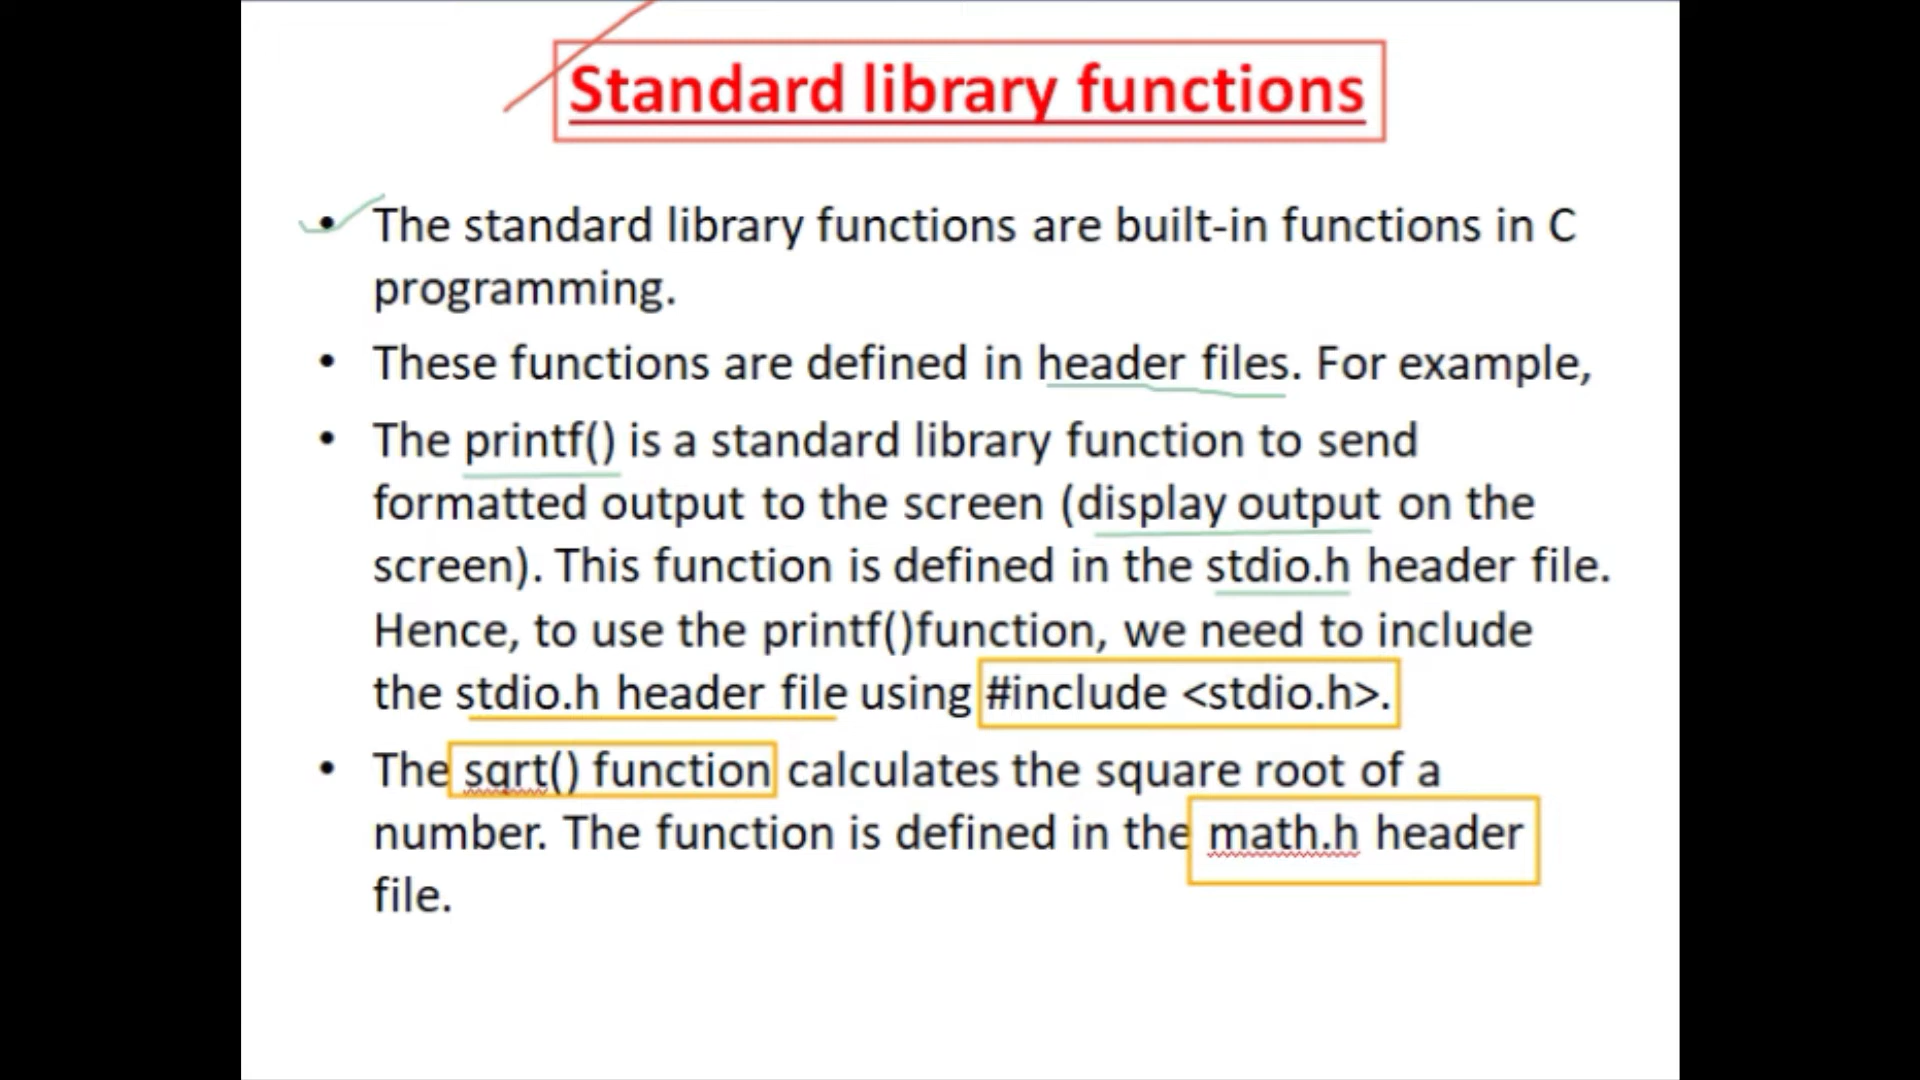 Standard library functions
• The standard library functions are built-in functions in C
programming.
• These functions are defined in header files. For example,
• The printf() is a standard library function to send
formatted output to the screen (display output on the
screen). This function is defined in the stdio.h header file.
Hence, to use the printf()function, we need to include
the stdio.h header file using #include <stdio.h>.
• The sqrt() function calculates the square root of a
number. The function is defined in the math.h header
file.